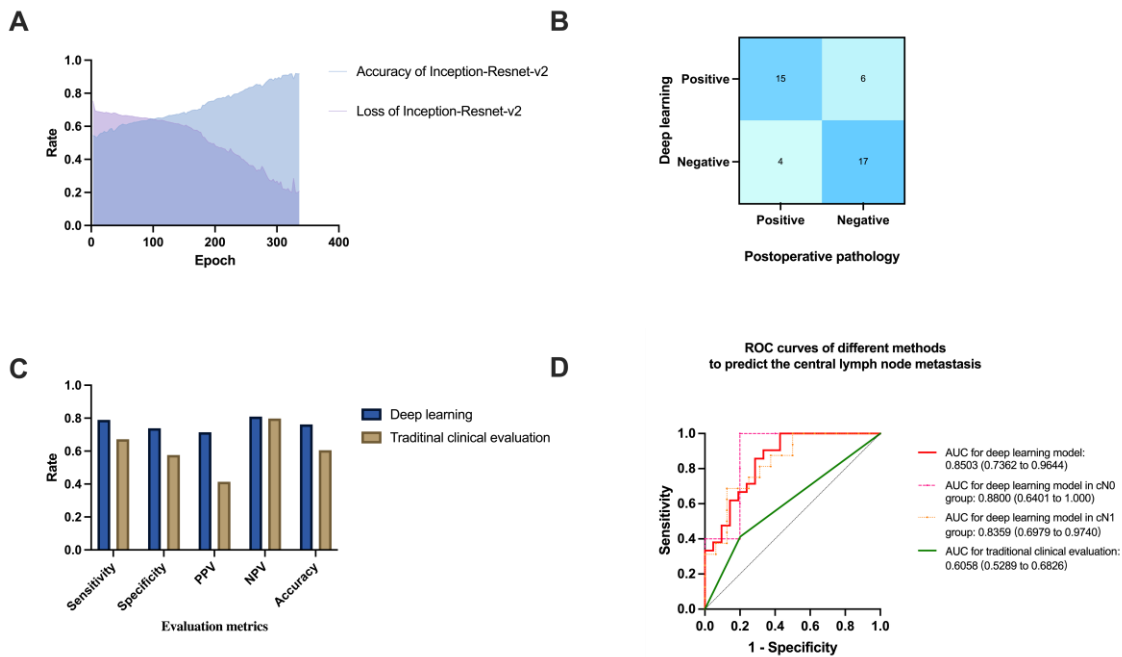 A
1.0
0.8
0.6
0.4
0.2
0.0
Rate
0
100
200
300
400
Epoch
Accuracy of Inception-Resnet-v2
Loss of Inception-Resnet-v2
B
Deep learning
Positive
Negative
15
6
4
17
Positive
Negative
Postoperative pathology
C
1.0
0.8
0.6
0.4
0.2
0.0
Rate
Sensitivity
Specificity
PPV
NPV
Accuracy
Evaluation metrics
Deep learning
Traditinal clinical evaluation
D
ROC curves of different methods
to predict the central lymph node metastasis
1.0
0.8
0.6
0.4
0.2
0.0
Sensitivity
0.0
0.2
0.4
0.6
0.8
1.0
1 - Specificity
AUC for deep learning model:
0.8503 (0.7362 to 0.9644)
AUC for deep learning model in cN0
group: 0.8800 (0.6401 to 1.000)
AUC for deep learning model in cN1
group: 0.8359 (0.6979 to 0.9740)
AUC for traditional clinical evaluation:
0.6058 (0.5289 to 0.6826)